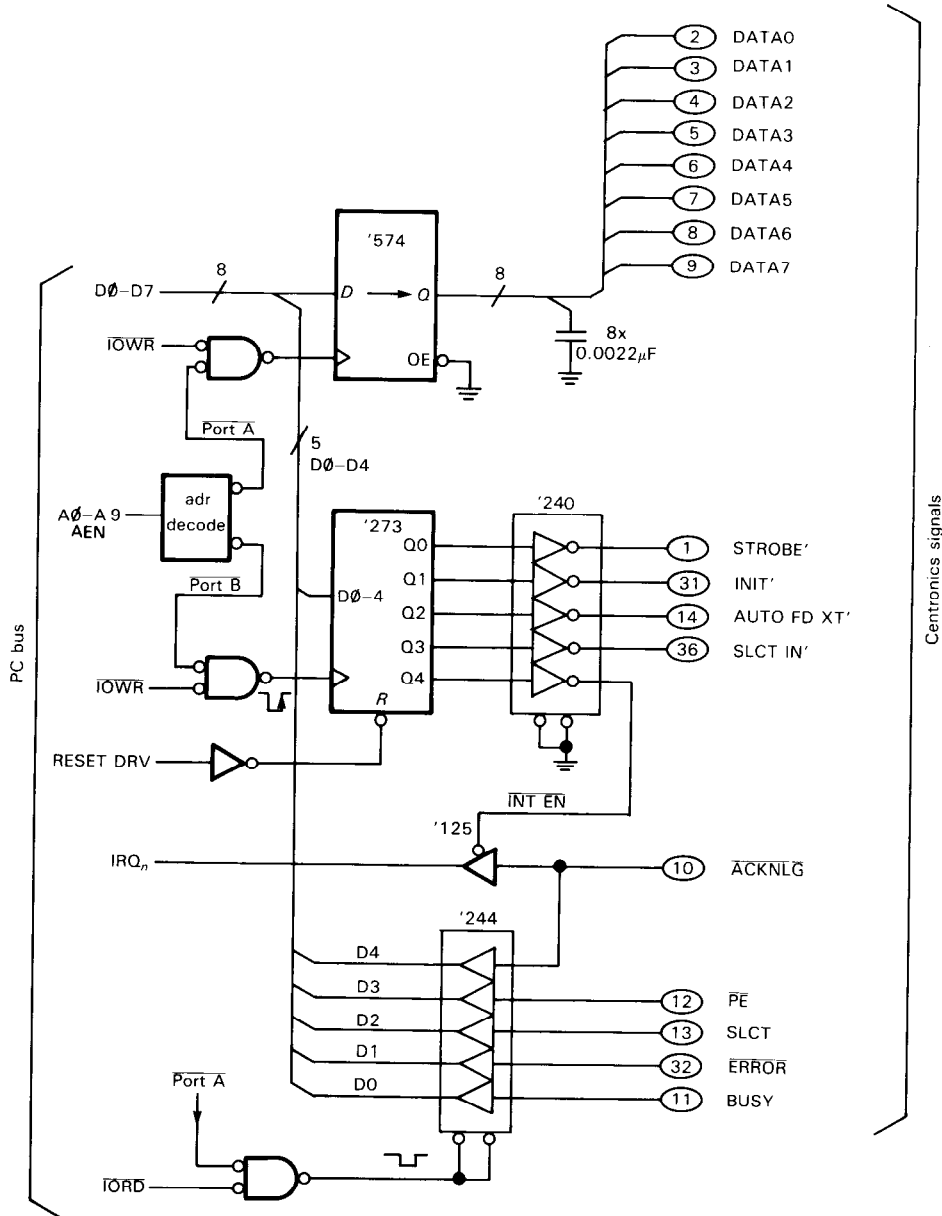 2 DATA0
3 DATA1
4 DATA2
5 DATA3
6 DATA4
7 DATA5
8 DATA6
9 DATA7
'574
8
DØ-D7
D
Q
8
8x
0.0022µF
IOWR
OE
Port A
5
DØ-D4
adr
decode
AØ-A9
AEN
'273
'240
Q0
1 STROBE'
Q1
31 INIT'
Port B
DØ-4
Q2
14 AUTO FD XT'
Q3
36 SLCT IN'
Q4
IOWR
R
RESET DRV
INT EN
'125
IRQn
10 ACKNLG
'244
D4
D3
12 PE
D2
13 SLCT
D1
32 ERROR
D0
11 BUSY
Port A
IORD
PC bus
Centronics signals